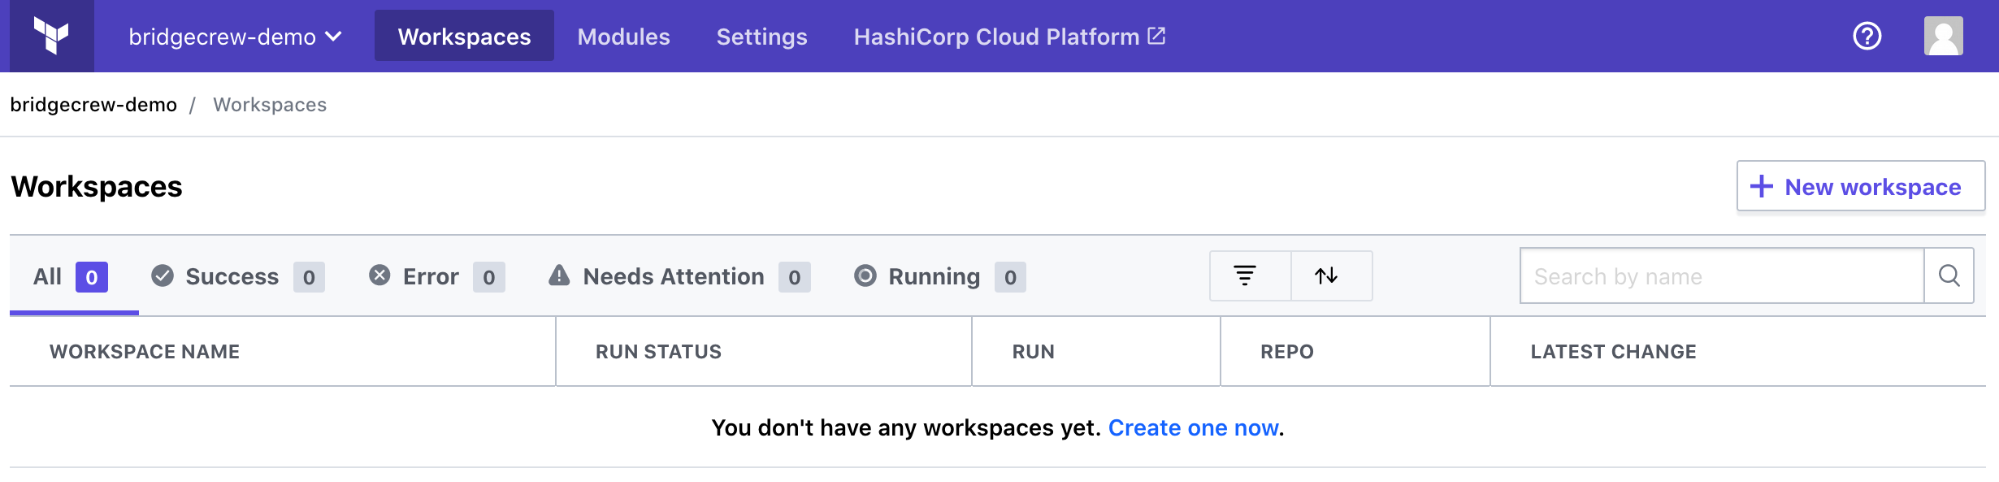 bridgecrew-demo Workspaces Modules Settings HashiCorp Cloud Platform
bridgecrew-demo / Workspaces
Workspaces
+ New workspace
All 0 Success 0 Error 0 Needs Attention 0 Running 0 Search by name
WORKSPACE NAME RUN STATUS RUN REPO LATEST CHANGE
You don't have any workspaces yet. Create one now.